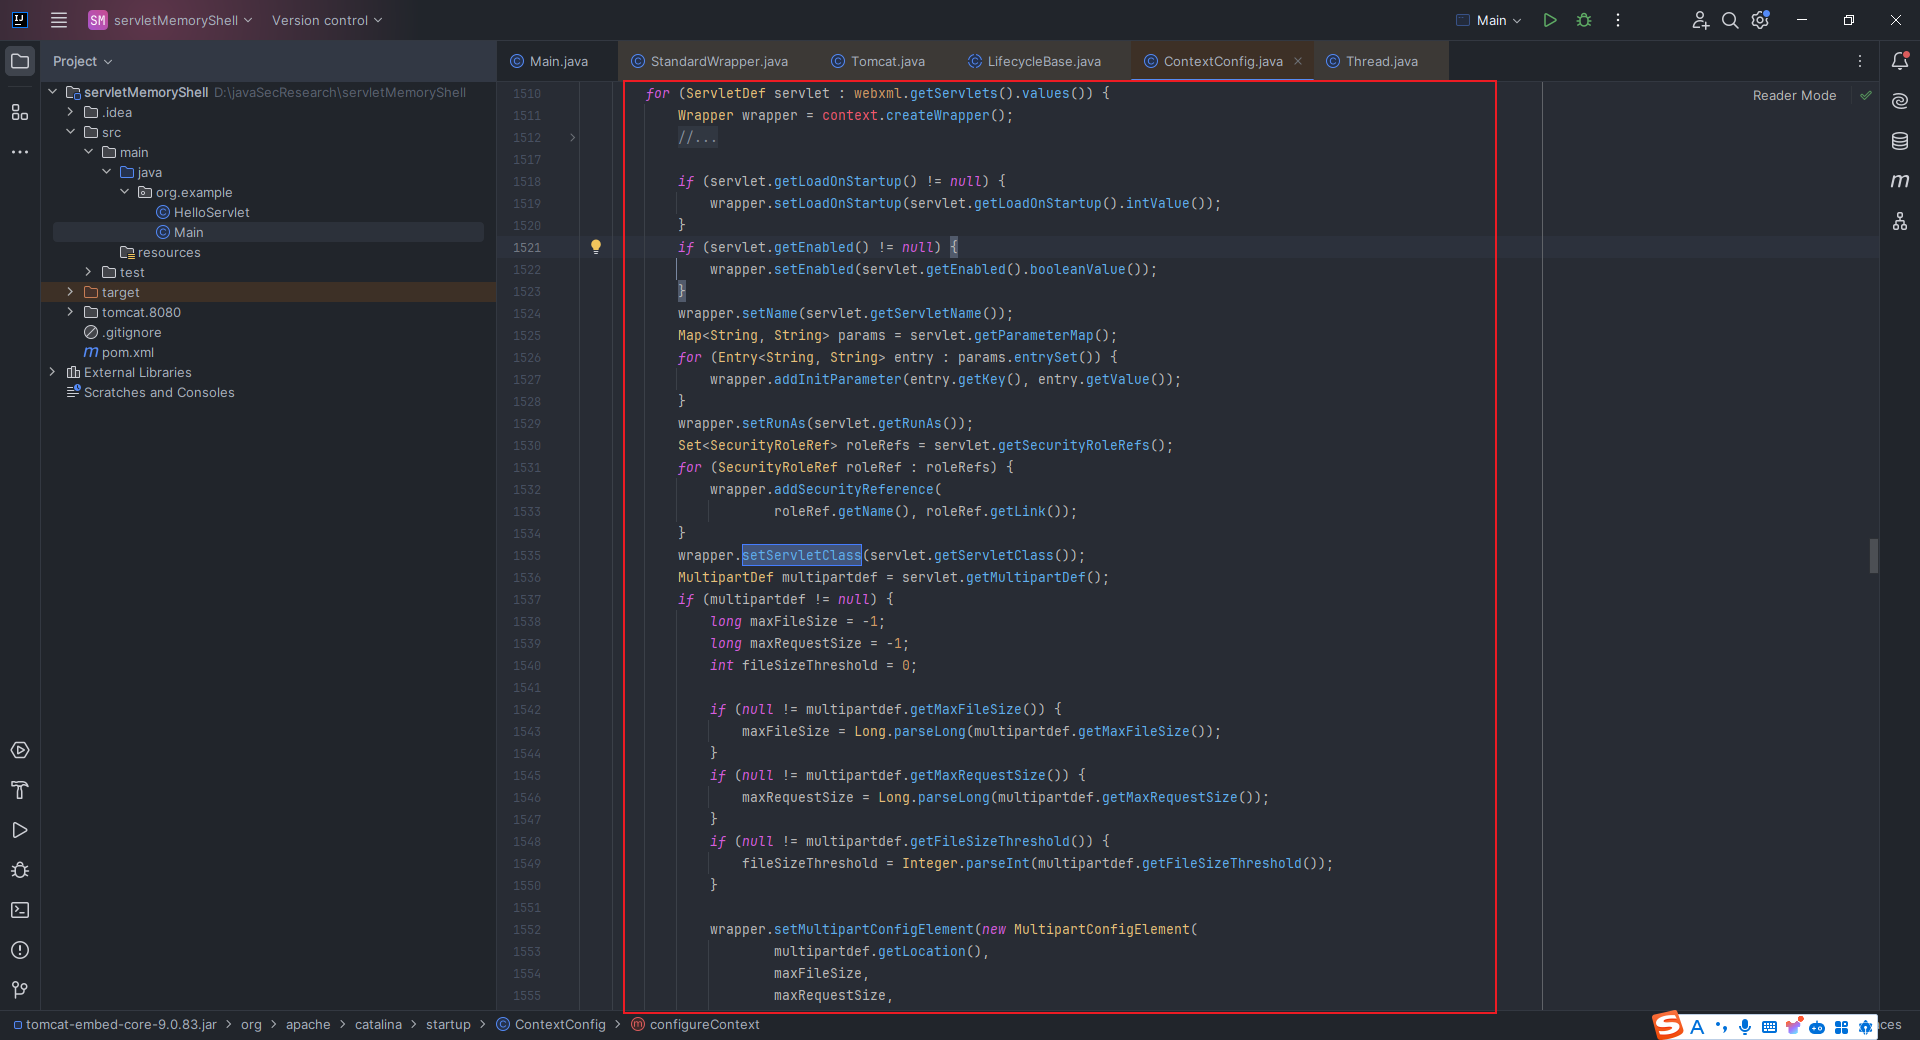 SM servletMemoryShell Version control Main
Project
Main.java StandardWrapper.java Tomcat.java LifecycleBase.java ContextConfig.java Thread.java
servletMemoryShell D:\javaSecResearch\servletMemoryShell
.idea
src
main
java
org.example
HelloServlet
Main
resources
test
target
tomcat.8080
.gitignore
pom.xml
External Libraries
Scratches and Consoles
Reader Mode
1510 for (ServletDef servlet : webxml.getServlets().values()) {
1511 Wrapper wrapper = context.createWrapper();
1512 //...
1517
1518 if (servlet.getLoadOnStartup() != null) {
1519 wrapper.setLoadOnStartup(servlet.getLoadOnStartup().intValue());
1520 }
1521 if (servlet.getEnabled() != null) {
1522 wrapper.setEnabled(servlet.getEnabled().booleanValue());
1523 }
1524 wrapper.setName(servlet.getServletName());
1525 Map<String, String> params = servlet.getParameterMap();
1526 for (Entry<String, String> entry : params.entrySet()) {
1527 wrapper.addInitParameter(entry.getKey(), entry.getValue());
1528 }
1529 wrapper.setRunAs(servlet.getRunAs());
1530 Set<SecurityRoleRef> roleRefs = servlet.getSecurityRoleRefs();
1531 for (SecurityRoleRef roleRef : roleRefs) {
1532 wrapper.addSecurityReference(
1533 roleRef.getName(), roleRef.getLink());
1534 }
1535 wrapper.setServletClass(servlet.getServletClass());
1536 MultipartDef multipartdef = servlet.getMultipartDef();
1537 if (multipartdef != null) {
1538 long maxFileSize = -1;
1539 long maxRequestSize = -1;
1540 int fileSizeThreshold = 0;
1541
1542 if (null != multipartdef.getMaxFileSize()) {
1543 maxFileSize = Long.parseLong(multipartdef.getMaxFileSize());
1544 }
1545 if (null != multipartdef.getMaxRequestSize()) {
1546 maxRequestSize = Long.parseLong(multipartdef.getMaxRequestSize());
1547 }
1548 if (null != multipartdef.getFileSizeThreshold()) {
1549 fileSizeThreshold = Integer.parseInt(multipartdef.getFileSizeThreshold());
1550 }
1551
1552 wrapper.setMultipartConfigElement(new MultipartConfigElement(
1553 multipartdef.getLocation(),
1554 maxFileSize,
1555 maxRequestSize,
tomcat-embed-core-9.0.83.jar > org > apache > catalina > startup > ContextConfig > configureContext